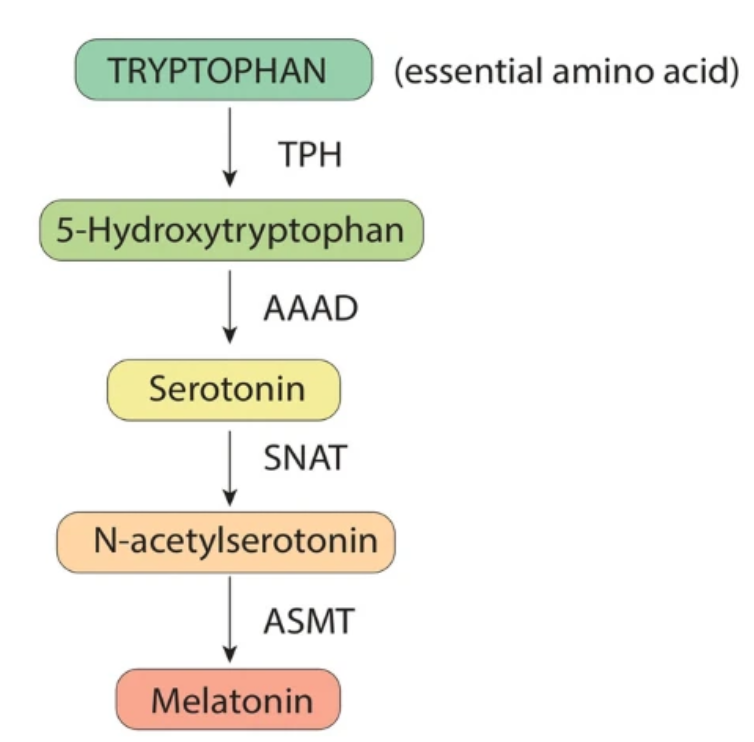 TRYPTOPHAN (essential amino acid)
TPH
5-Hydroxytryptophan
AAAD
Serotonin
SNAT
N-acetylserotonin
ASMT
Melatonin